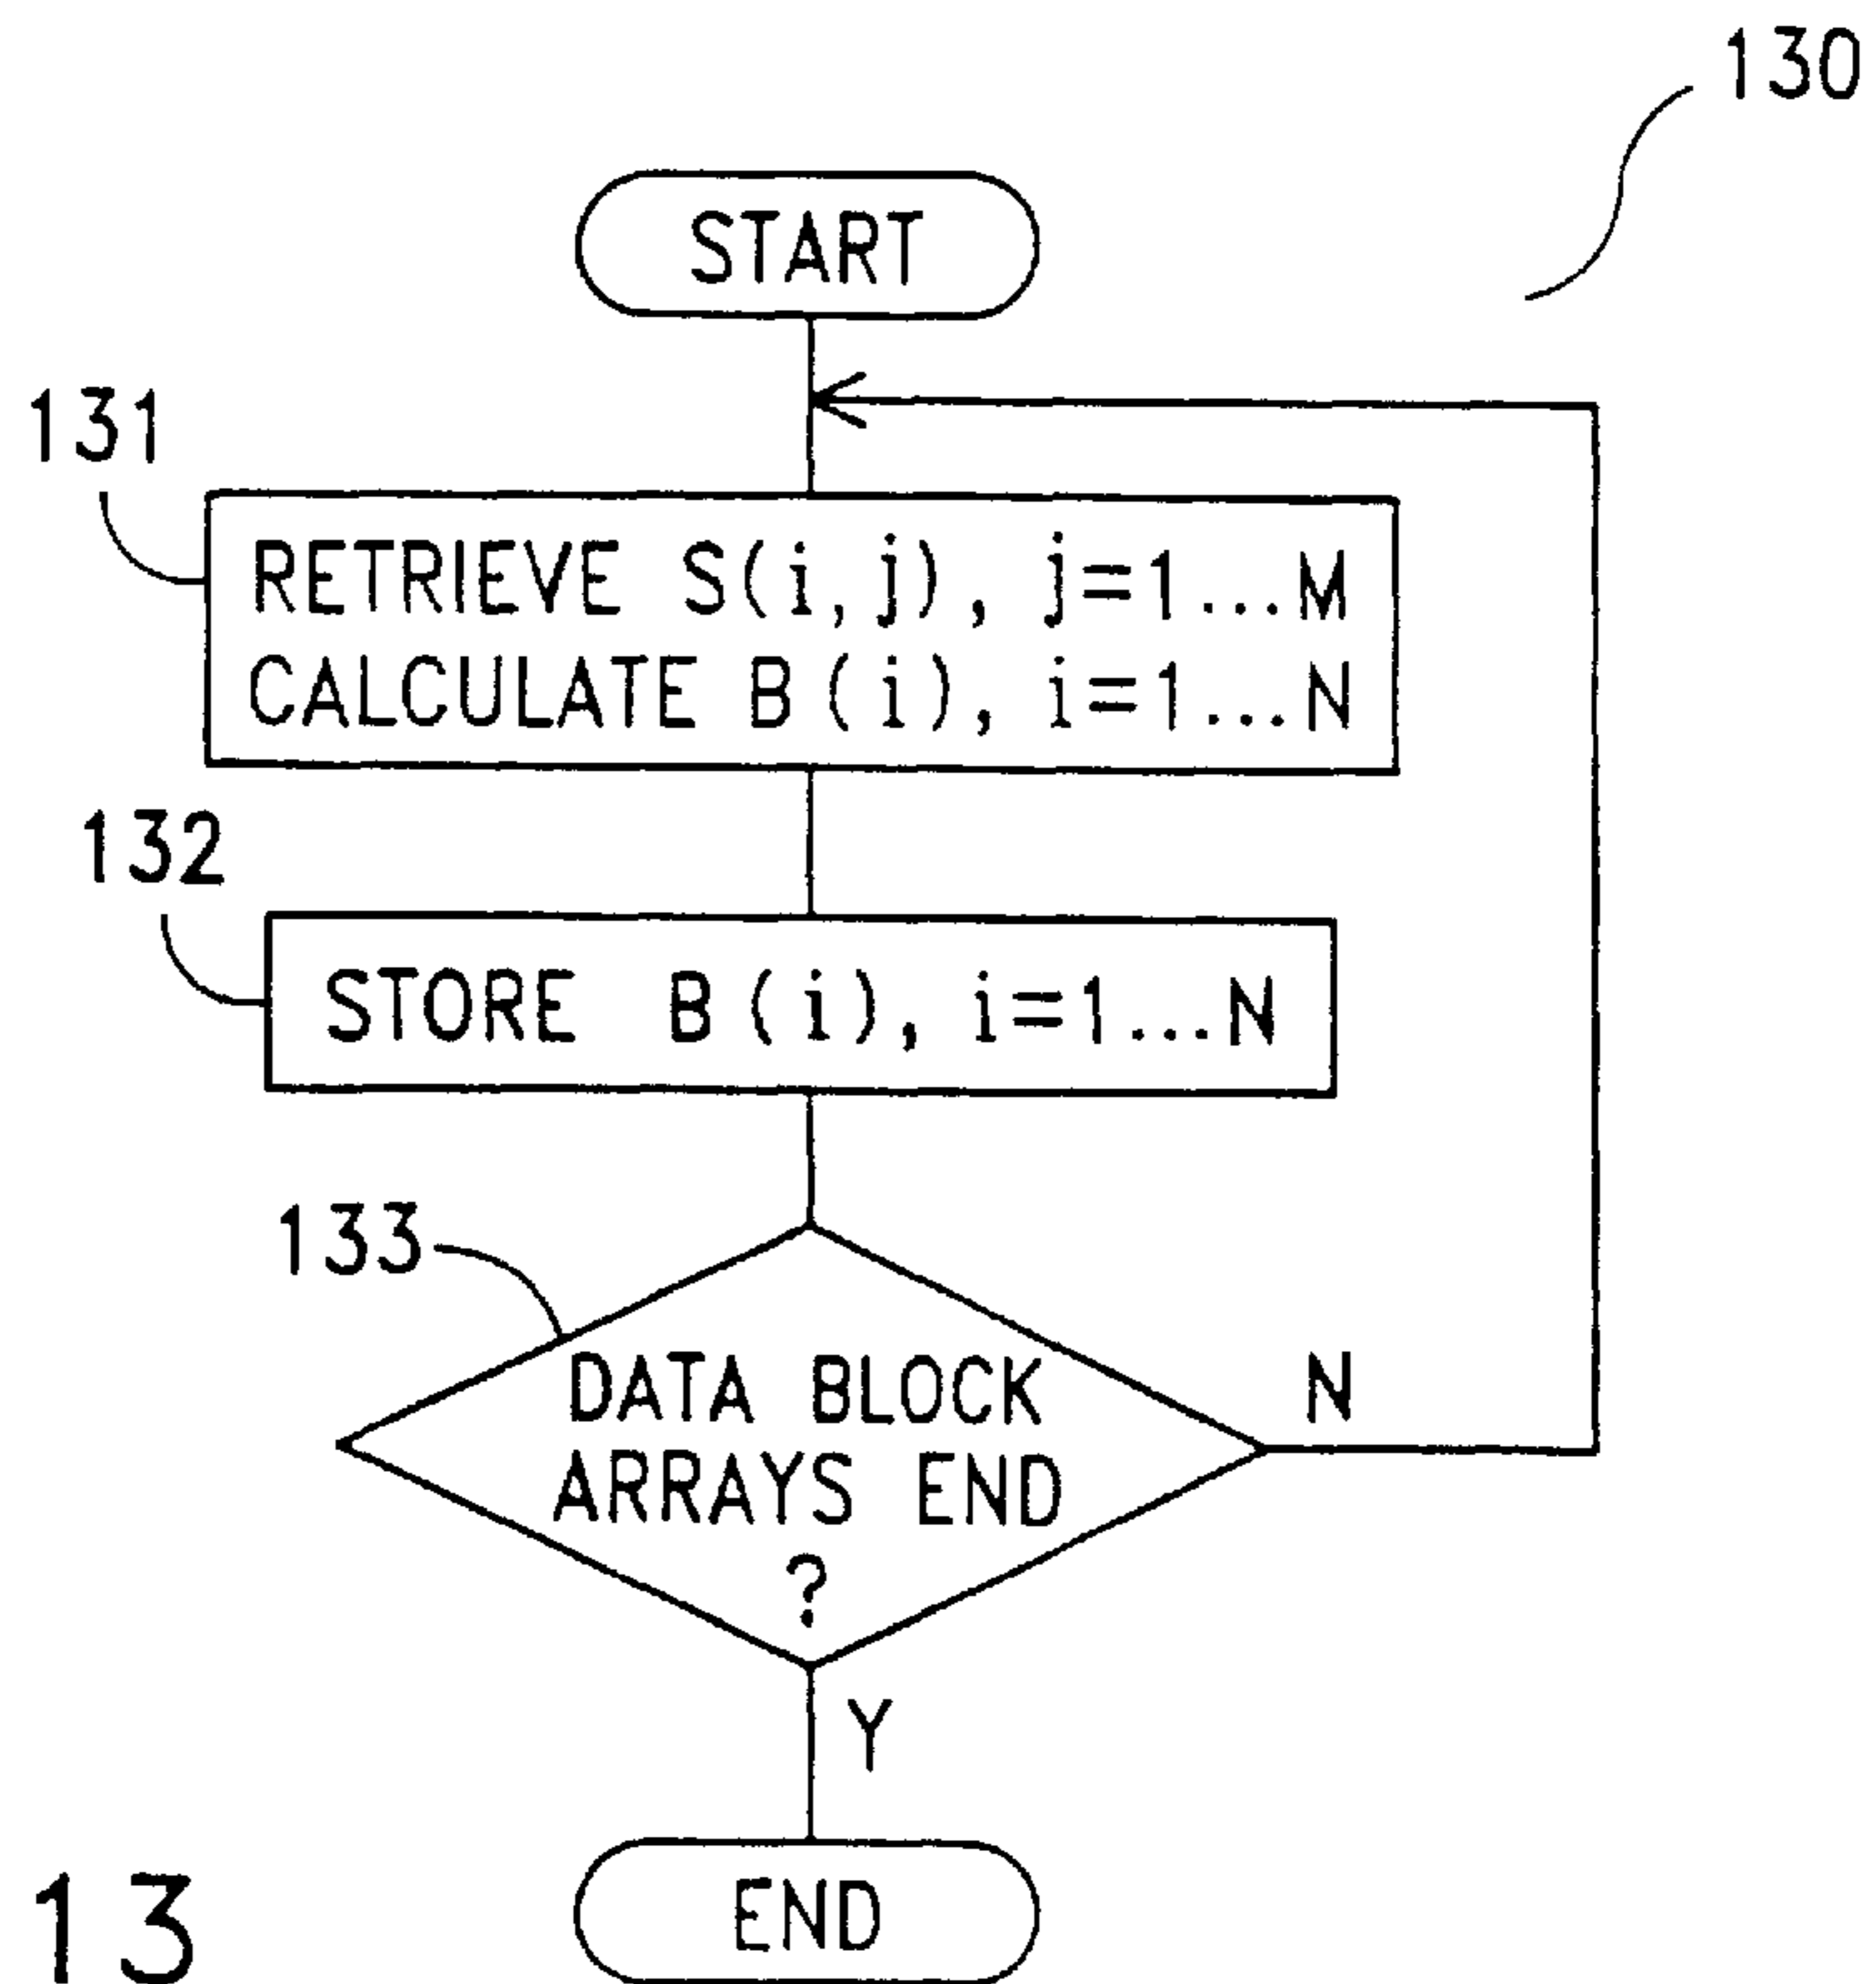 130
START
131
RETRIEVE S(i,j), j=1...M
CALCULATE B(i), i=1...N
132
STORE B(i), i=1...N
133
DATA BLOCK
ARRAYS END
?
N
Y
END
13